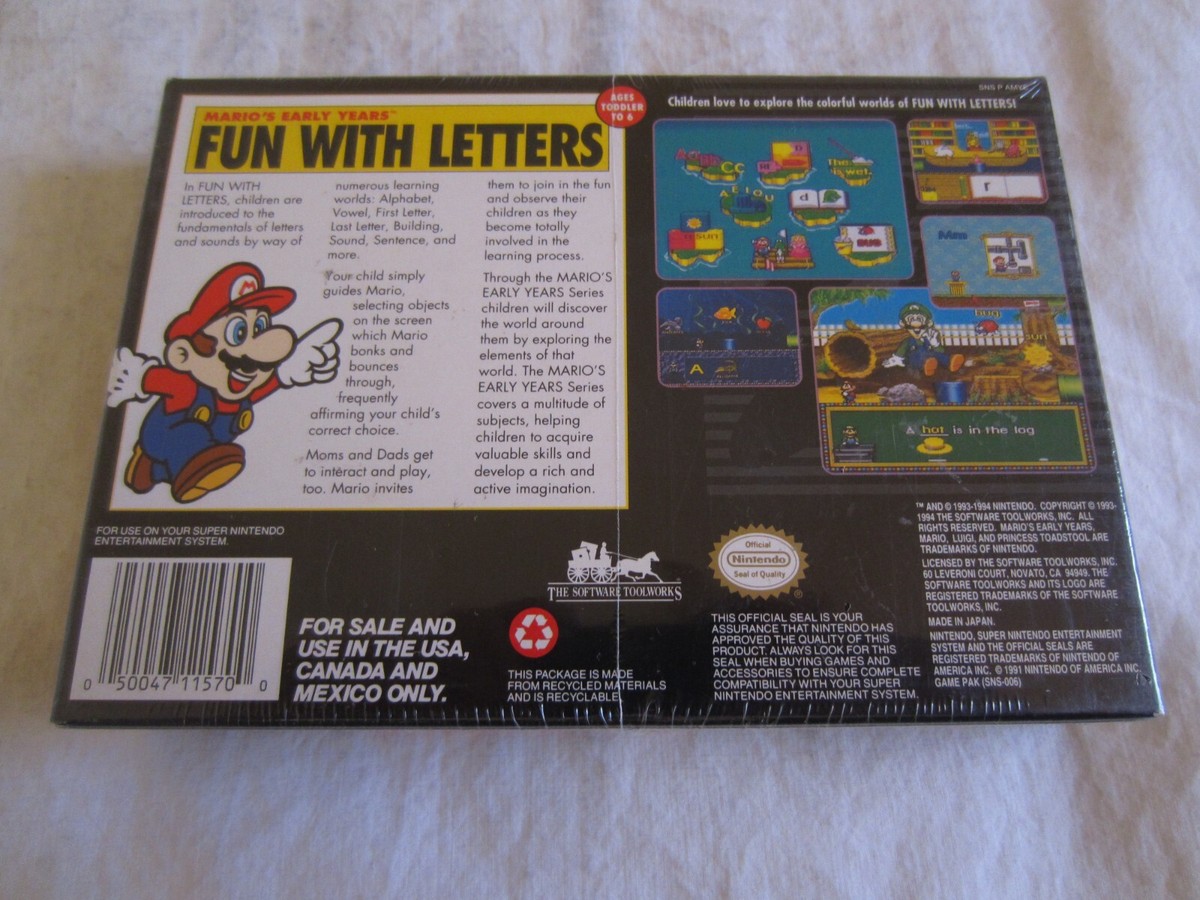 SNS P AM
MARIO'S EARLY YEARS™
FUN WITH LETTERS
AGES
TODDLER
TO 6
In FUN WITH
LETTERS, children are
introduced to the
fundamentals of letters
and sounds by way of
numerous learning
worlds: Alphabet,
Vowel, First Letter,
Last Letter, Building,
Sound, Sentence, and
more.
Your child simply
guides Mario,
selecting objects
on the screen
which Mario
bonks and
bounces
through,
frequently
affirming your child's
correct choice.
Moms and Dads get
to interact and play,
too. Mario invites
them to join in the fun
and observe their
children as they
become totally
involved in the
learning process.
Through the MARIO'S
EARLY YEARS Series
children will discover
the world around
them by exploring the
elements of that
world. The MARIO'S
EARLY YEARS Series
covers a multitude of
subjects, helping
children to acquire
valuable skills and
develop a rich and
active imagination.
M
Children love to explore the colorful worlds of FUN WITH LETTERS!
CC
The
is wet.
A E I O U
d
sun
BUG
r
A
bug
sun
A hat is in the log
FOR USE ON YOUR SUPER NINTENDO
ENTERTAINMENT SYSTEM.
0 50047 11570 0
FOR SALE AND
USE IN THE USA,
CANADA AND
MEXICO ONLY.
THE SOFTWARE TOOLWORKS
THIS PACKAGE IS MADE
FROM RECYCLED MATERIALS
AND IS RECYCLABLE.
Official
Nintendo
Seal of Quality
®
THIS OFFICIAL SEAL IS YOUR
ASSURANCE THAT NINTENDO HAS
APPROVED THE QUALITY OF THIS
PRODUCT. ALWAYS LOOK FOR THIS
SEAL WHEN BUYING GAMES AND
ACCESSORIES TO ENSURE COMPLETE
COMPATIBILITY WITH YOUR SUPER
NINTENDO ENTERTAINMENT SYSTEM.
™ AND © 1993-1994 NINTENDO. COPYRIGHT © 1993-
1994 THE SOFTWARE TOOLWORKS, INC. ALL
RIGHTS RESERVED. MARIO'S EARLY YEARS,
MARIO, LUIGI, AND PRINCESS TOADSTOOL ARE
TRADEMARKS OF NINTENDO.
LICENSED BY THE SOFTWARE TOOLWORKS, INC.
60 LEVERONI COURT, NOVATO, CA 94949. THE
SOFTWARE TOOLWORKS AND ITS LOGO ARE
REGISTERED TRADEMARKS OF THE SOFTWARE
TOOLWORKS, INC.
MADE IN JAPAN.
NINTENDO, SUPER NINTENDO ENTERTAINMENT
SYSTEM AND THE OFFICIAL SEALS ARE
REGISTERED TRADEMARKS OF NINTENDO OF
AMERICA INC. © 1991 NINTENDO OF AMERICA INC.
GAME PAK (SNS-006)